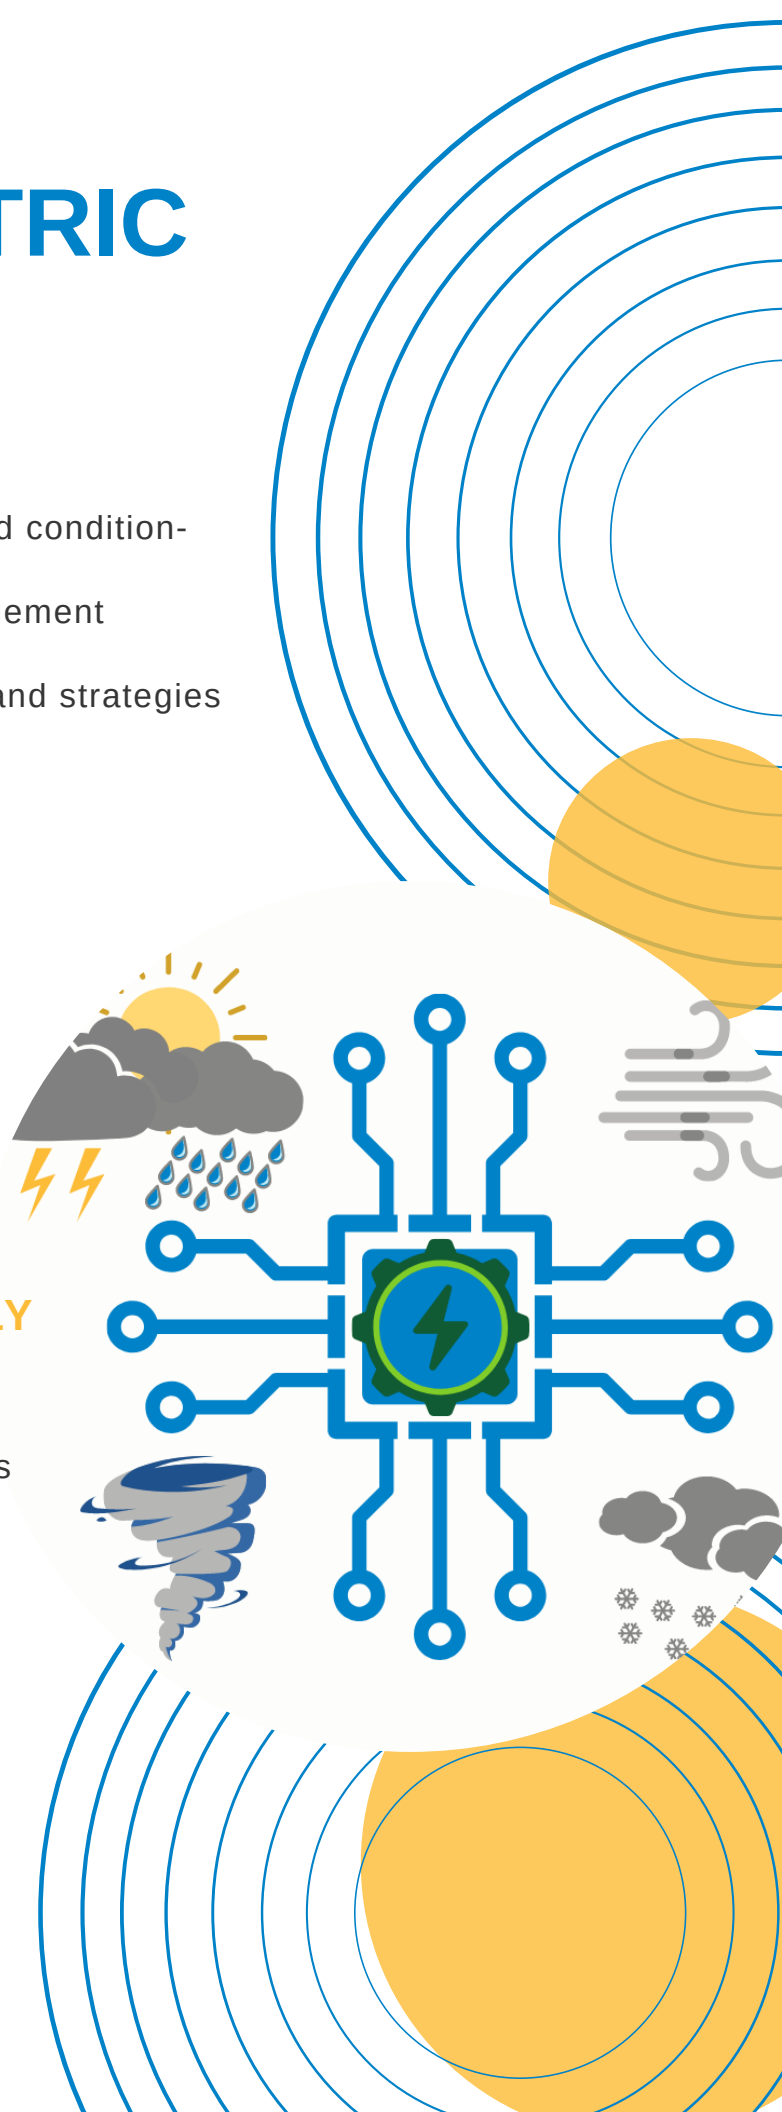 TRIC
d condition-
ement
and strategies
LY
s